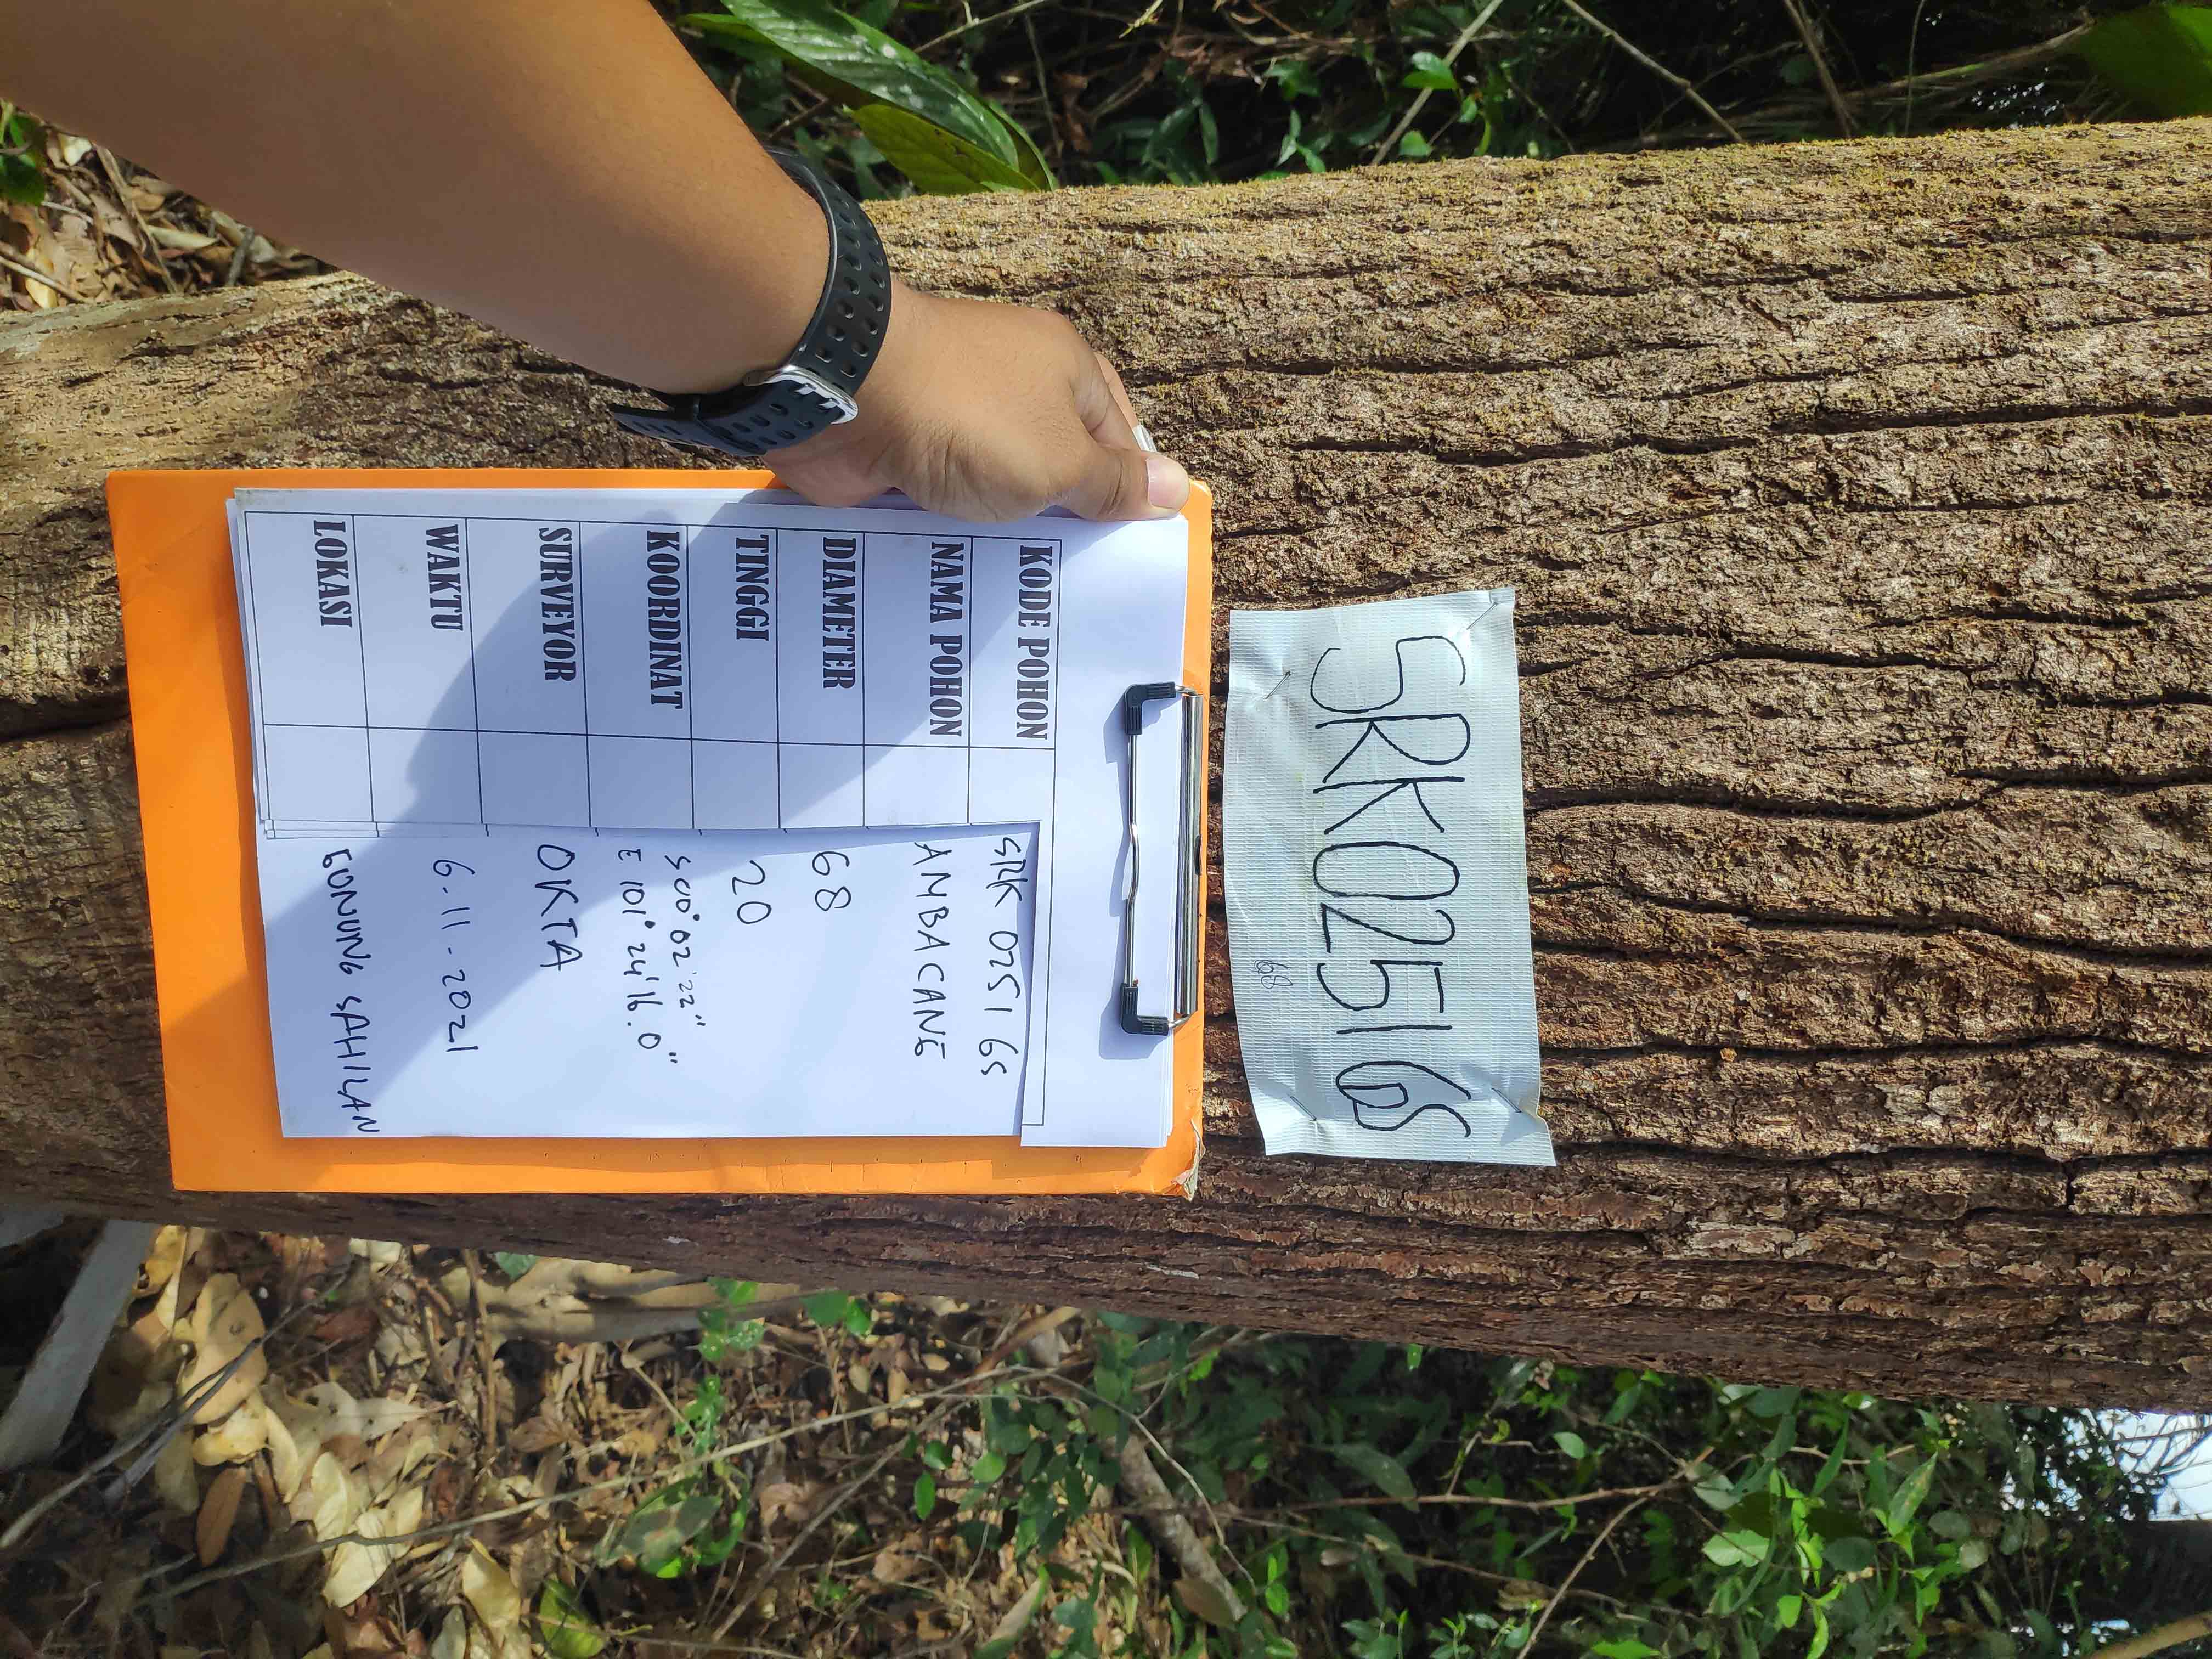 KODE POHON SRK 0251 GS
NAMA POHON AMBACANG
DIAMETER 68
TINGGI 20
KOORDINAT S 00° 02' 22"
E 101° 24' 16.0"
SURVEYOR OKTA
WAKTU 6-11-2021
LOKASI GUNUNG SAHILAN
SRK0251GS
68